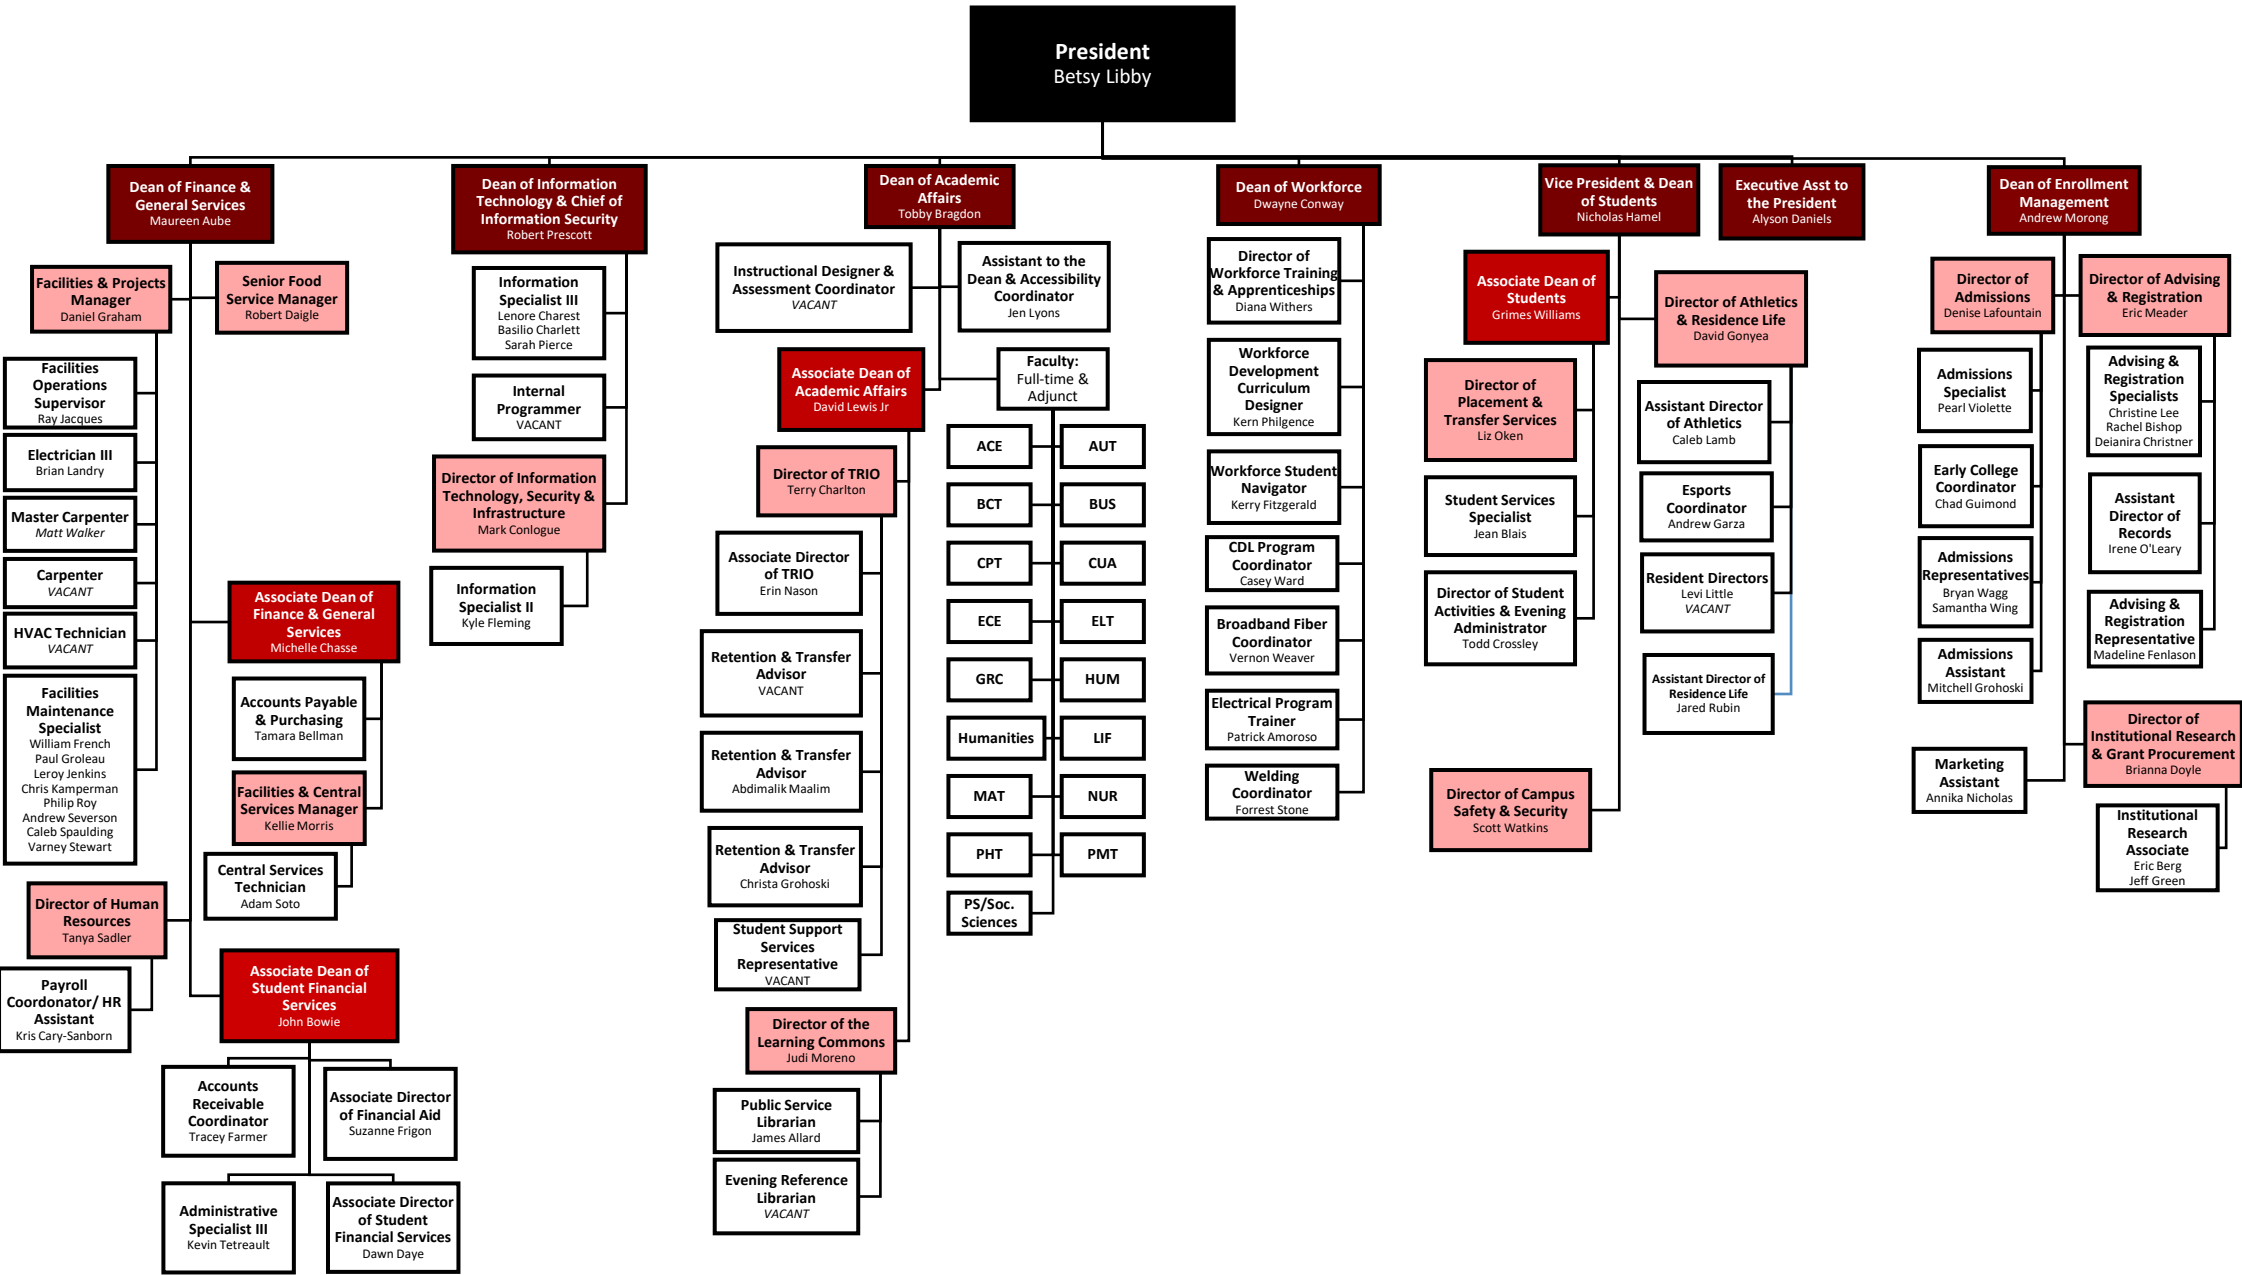 President
Betsy Libby
Dean of Finance &
General Services
Maureen Aube
Facilities & Projects
Manager
Daniel Graham
Senior Food
Service Manager
Robert Daigle
Facilities
Operations
Supervisor
Ray Jacques
Electrician III
Brian Landry
Master Carpenter
Matt Walker
Carpenter
VACANT
HVAC Technician
VACANT
Facilities
Maintenance
Specialist
William French
Paul Groleau
Leroy Jenkins
Chris Kamperman
Philip Roy
Andrew Severson
Caleb Spaulding
Varney Stewart
Associate Dean of
Finance & General
Services
Michelle Chasse
Accounts Payable
& Purchasing
Tamara Bellman
Facilities & Central
Services Manager
Kellie Morris
Central Services
Technician
Adam Soto
Director of Human
Resources
Tanya Sadler
Payroll
Coordonator/ HR
Assistant
Kris Cary-Sanborn
Associate Dean of
Student Financial
Services
John Bowie
Accounts
Receivable
Coordinator
Tracey Farmer
Associate Director
of Financial Aid
Suzanne Frigon
Administrative
Specialist III
Kevin Tetreault
Associate Director
of Student
Financial Services
Dawn Daye
Dean of Information
Technology & Chief of
Information Security
Robert Prescott
Information
Specialist III
Lenore Charest
Basilio Charlett
Sarah Pierce
Internal
Programmer
VACANT
Director of Information
Technology, Security &
Infrastructure
Mark Conlogue
Information
Specialist II
Kyle Fleming
Dean of Academic
Affairs
Tobby Bragdon
Instructional Designer &
Assessment Coordinator
VACANT
Assistant to the
Dean & Accessibility
Coordinator
Jen Lyons
Associate Dean of
Academic Affairs
David Lewis Jr
Faculty:
Full-time &
Adjunct
Director of TRIO
Terry Charlton
Associate Director
of TRIO
Erin Nason
Retention & Transfer
Advisor
VACANT
Retention & Transfer
Advisor
Abdimalik Maalim
Retention & Transfer
Advisor
Christa Grohoski
Student Support
Services
Representative
VACANT
Director of the
Learning Commons
Judi Moreno
Public Service
Librarian
James Allard
Evening Reference
Librarian
VACANT
ACE
AUT
BCT
BUS
CPT
CUA
ECE
ELT
GRC
HUM
Humanities
LIF
MAT
NUR
PHT
PMT
PS/Soc.
Sciences
Dean of Workforce
Dwayne Conway
Director of
Workforce Training
& Apprenticeships
Diana Withers
Workforce
Development
Curriculum
Designer
Kern Philgence
Workforce Student
Navigator
Kerry Fitzgerald
CDL Program
Coordinator
Casey Ward
Broadband Fiber
Coordinator
Vernon Weaver
Electrical Program
Trainer
Patrick Amoroso
Welding
Coordinator
Forrest Stone
Vice President & Dean
of Students
Nicholas Hamel
Associate Dean of
Students
Grimes Williams
Director of
Placement &
Transfer Services
Liz Oken
Student Services
Specialist
Jean Blais
Director of Student
Activities & Evening
Administrator
Todd Crossley
Director of Campus
Safety & Security
Scott Watkins
Director of Athletics
& Residence Life
David Gonyea
Assistant Director
of Athletics
Caleb Lamb
Esports
Coordinator
Andrew Garza
Resident Directors
Levi Little
VACANT
Assistant Director of
Residence Life
Jared Rubin
Executive Asst to
the President
Alyson Daniels
Dean of Enrollment
Management
Andrew Morong
Director of
Admissions
Denise Lafountain
Admissions
Specialist
Pearl Violette
Early College
Coordinator
Chad Guimond
Admissions
Representatives
Bryan Wagg
Samantha Wing
Admissions
Assistant
Mitchell Grohoski
Marketing
Assistant
Annika Nicholas
Director of Advising
& Registration
Eric Meader
Advising &
Registration
Specialists
Christine Lee
Rachel Bishop
Deianira Christner
Assistant
Director of
Records
Irene O'Leary
Advising &
Registration
Representative
Madeline Fenlason
Director of
Institutional Research
& Grant Procurement
Brianna Doyle
Institutional
Research
Associate
Eric Berg
Jeff Green